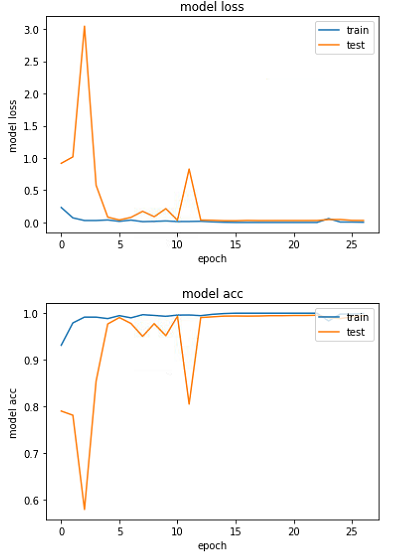 model loss
3.0
2.5
2.0
1.5
1.0
0.5
0.0
model loss
train
test
0 5 10 15 20 25
epoch
model acc
1.0
0.9
0.8
0.7
0.6
model acc
train
test
0 5 10 15 20 25
epoch